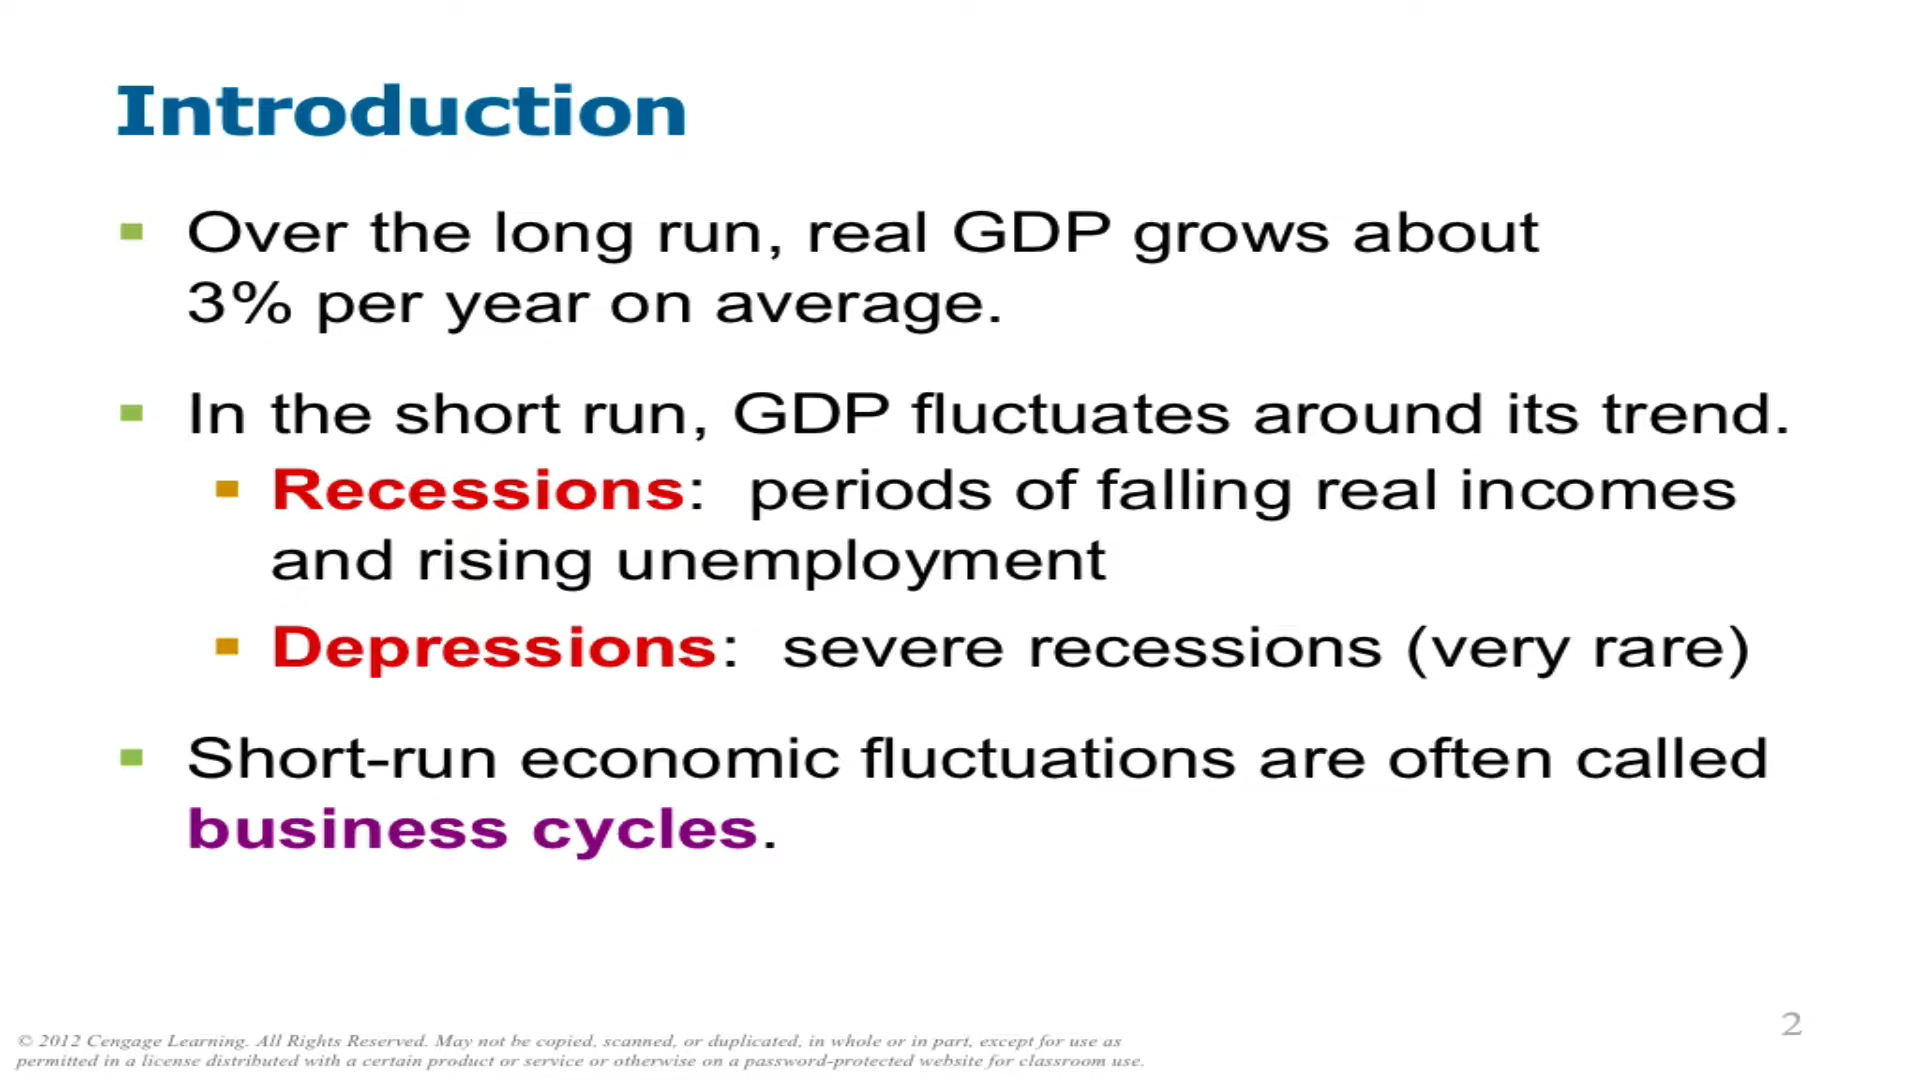 Introduction
Over the long run, real GDP grows about
3% per year on average.
In the short run, GDP fluctuates around its trend.
Recessions: periods of falling real incomes
and rising unemployment
Depressions: severe recessions (very rare)
Short-run economic fluctuations are often called
business cycles.
2
© 2012 Cengage Learning. All Rights Reserved. May not be copied, scanned, or duplicated, in whole or in part, except for use as
permitted in a license distributed with a certain product or service or otherwise on a password-protected website for classroom use.